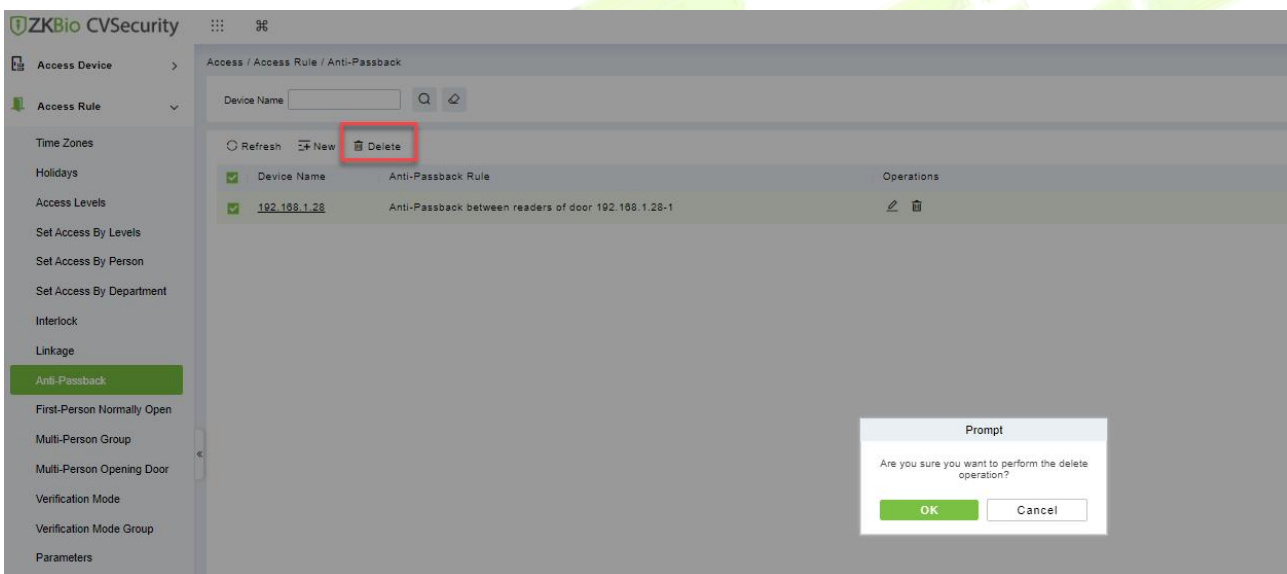 ZKBio CVSecurity
Access Device
Access Rule
Time Zones
Holidays
Access Levels
Set Access By Levels
Set Access By Person
Set Access By Department
Interlock
Linkage
Anti-Passback
First-Person Normally Open
Multi-Person Group
Multi-Person Opening Door
Verification Mode
Verification Mode Group
Parameters
Access / Access Rule / Anti-Passback
Device Name
Refresh New Delete
Device Name Anti-Passback Rule Operations
192.168.1.28 Anti-Passback between readers of door 192.168.1.28-1
Prompt
Are you sure you want to perform the delete
operation?
OK Cancel